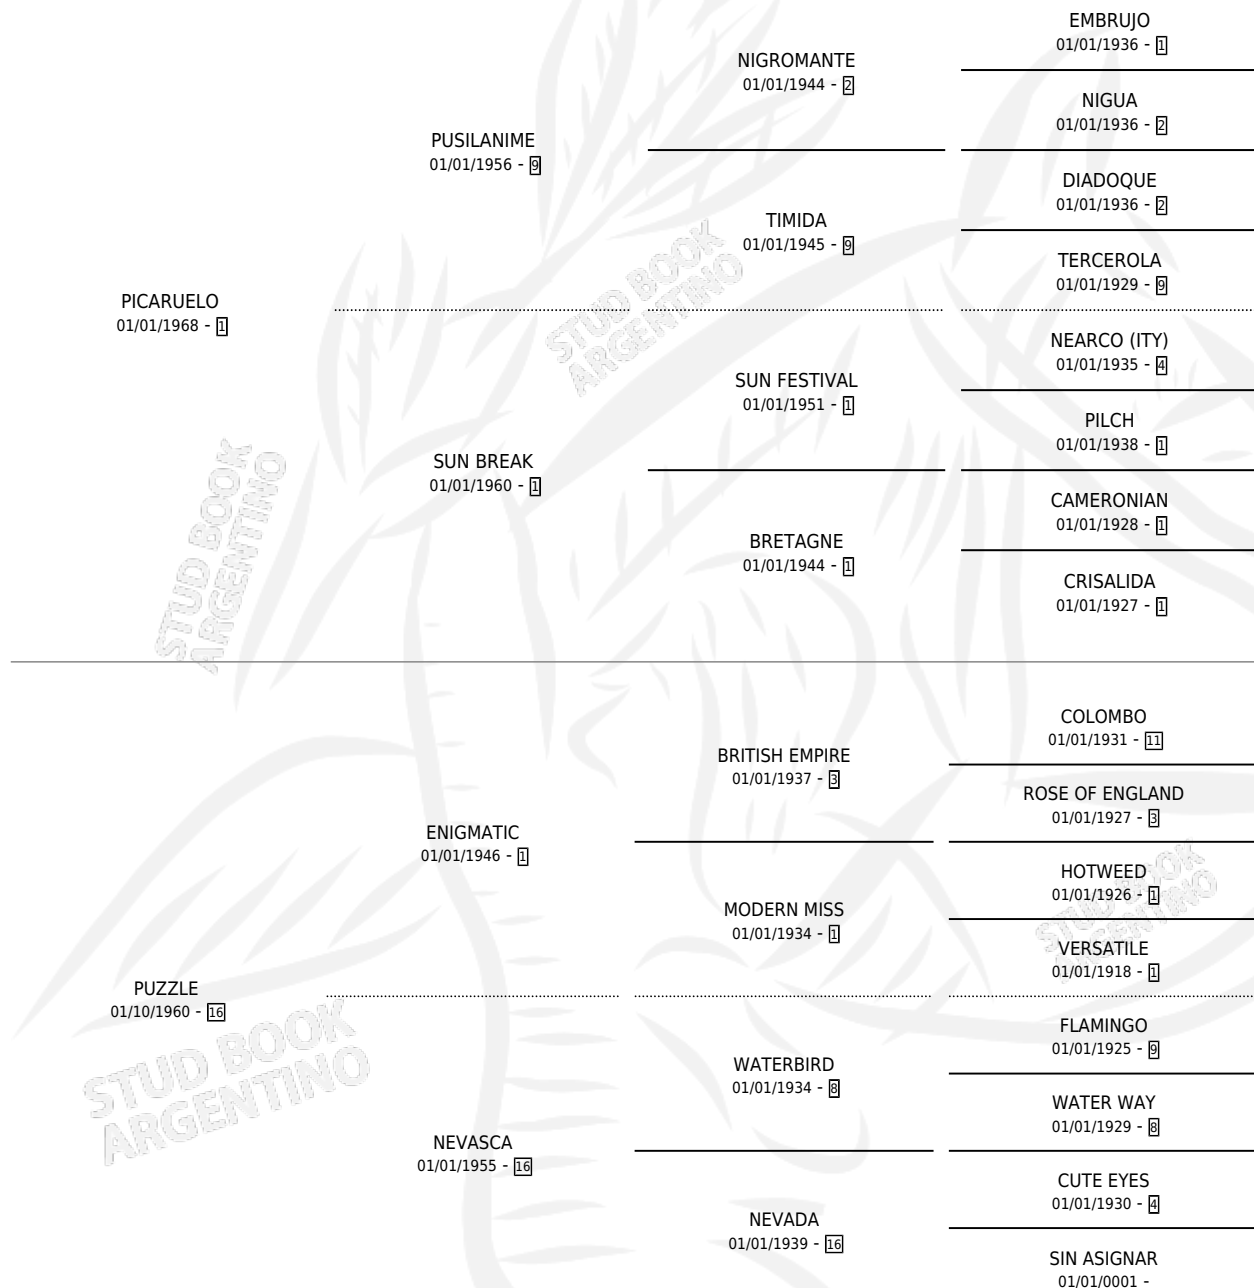 EMBRUJO
01/01/1936 - 1
NIGROMANTE
01/01/1944 - 2
NIGUA
01/01/1936 - 2
PUSILANIME
01/01/1956 - 9
DIADOQUE
01/01/1936 - 2
TIMIDA
01/01/1945 - 9
TERCEROLA
01/01/1929 - 9
PICARUELO
01/01/1968 - 1
NEARCO (ITY)
01/01/1935 - 4
SUN FESTIVAL
01/01/1951 - 1
PILCH
01/01/1938 - 1
SUN BREAK
01/01/1960 - 1
CAMERONIAN
01/01/1928 - 1
BRETAGNE
01/01/1944 - 1
CRISALIDA
01/01/1927 - 1
STUD BOOK
ARGENTINO
STUD BOOK
ARGENTINO
COLOMBO
01/01/1931 - 11
BRITISH EMPIRE
01/01/1937 - 3
ROSE OF ENGLAND
01/01/1927 - 3
ENIGMATIC
01/01/1946 - 1
HOTWEED
01/01/1926 - 1
MODERN MISS
01/01/1934 - 1
VERSATILE
01/01/1918 - 1
PUZZLE
01/10/1960 - 16
FLAMINGO
01/01/1925 - 9
WATERBIRD
01/01/1934 - 8
WATER WAY
01/01/1929 - 8
NEVASCA
01/01/1955 - 16
CUTE EYES
01/01/1930 - 4
NEVADA
01/01/1939 - 16
SIN ASIGNAR
01/01/0001 -
STUD BOOK
ARGENTINO
STUD BOOK
ARGENTINO